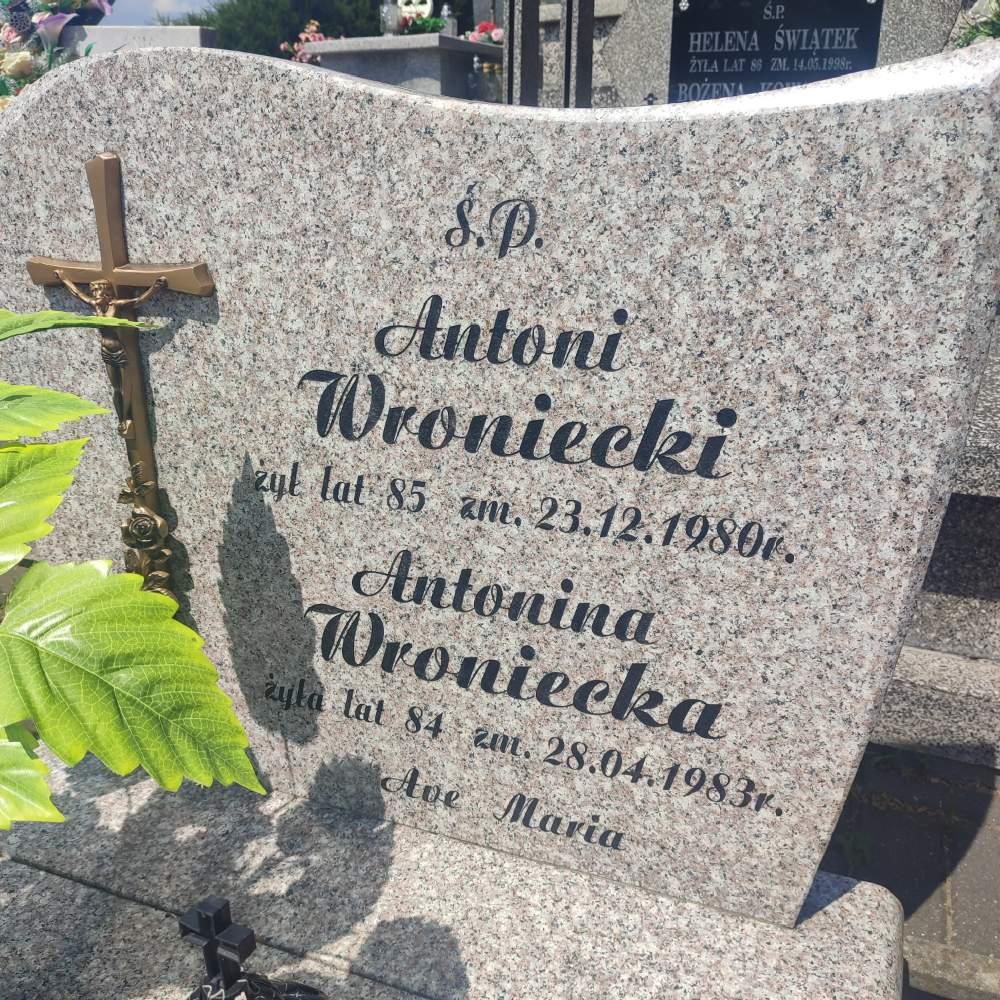 Ś.P.
HELENA ŚWIĄTEK
ŻYŁA LAT 86 ZM. 14.05.1998r.
BOŻENA
Ś.P.
Antoni
Wroniecki
żył lat 85 zm. 23.12.1980r.
Antonina
Wroniecka
żyła lat 84 zm. 28.04.1983r.
Ave Maria